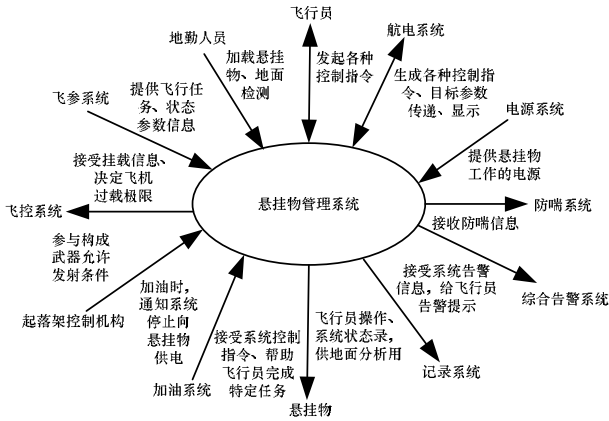 飞行员
航电系统
地勤人员
加载悬挂
物、地面
检测
发起各种
控制指令
生成各种控制指
令、目标参数
传递、显示
飞参系统
提供飞行任
务、状态
参数信息
电源系统
提供悬挂物
工作的电源
接受挂载信息、
决定飞机
过载极限
飞控系统
悬挂物管理系统
防喘系统
接收防喘信息
参与构成
武器允许
发射条件
起落架控制机构
接受系统告警
信息，给飞行员
告警提示
综合告警系统
加油时，
通知系统
停止向
悬挂物
供电
加油系统
接受系统控制
指令、帮助
飞行员完成
特定任务
悬挂物
飞行员操作、
系统状态录，
供地面分析用
记录系统